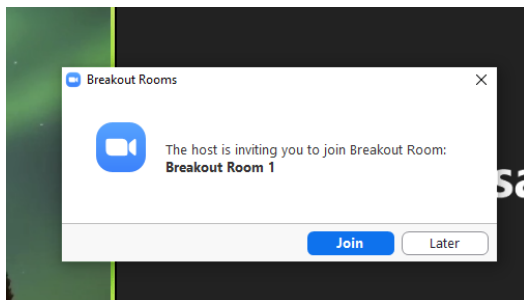 Breakout Rooms
The host is inviting you to join Breakout Room:
Breakout Room 1
Join
Later